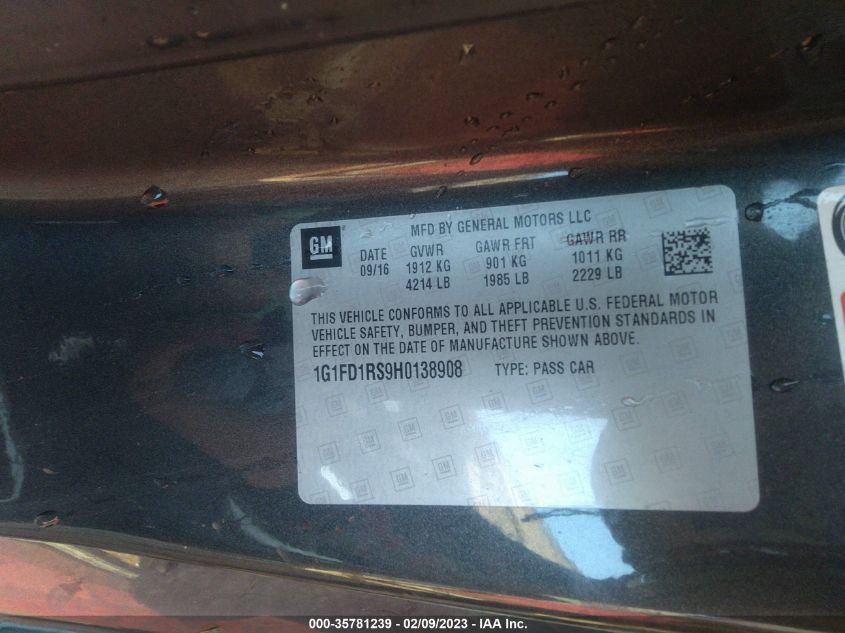 GM
MFD BY GENERAL MOTORS LLC
DATE GVWR GAWR FRT GAWR RR
09/16 1912 KG 901 KG 1011 KG
4214 LB 1985 LB 2229 LB
THIS VEHICLE CONFORMS TO ALL APPLICABLE U.S. FEDERAL MOTOR
VEHICLE SAFETY, BUMPER, AND THEFT PREVENTION STANDARDS IN
EFFECT ON THE DATE OF MANUFACTURE SHOWN ABOVE.
1G1FD1RS9H0138908 TYPE: PASS CAR
000-35781239 - 02/09/2023 - IAA Inc.